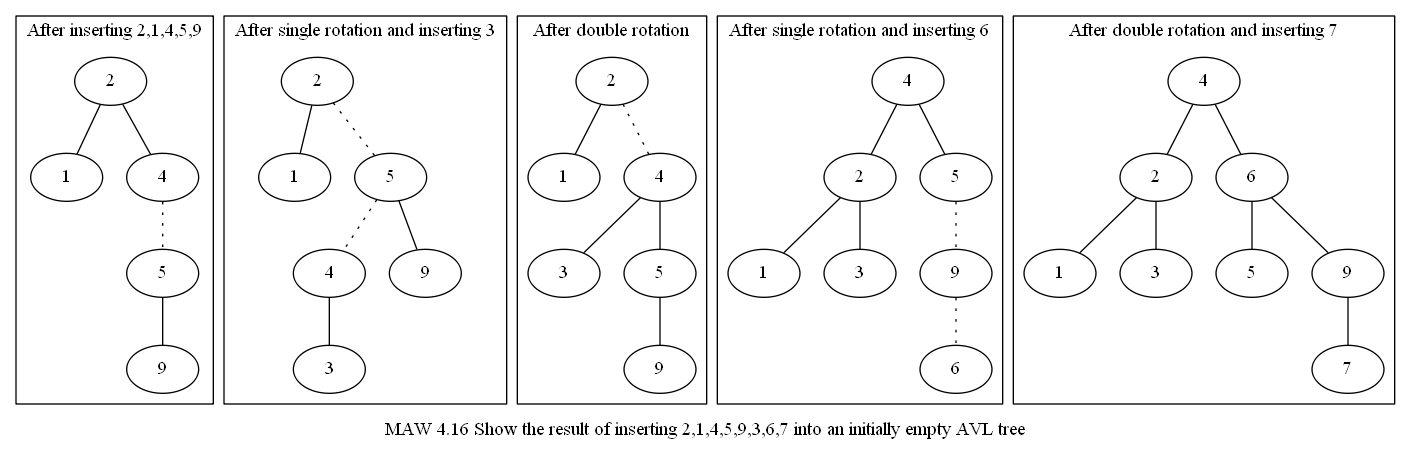 After inserting 2,1,4,5,9
2
1 4
5
9
After single rotation and inserting 3
2
1 5
4 9
3
After double rotation
2
1 4
3 5
9
After single rotation and inserting 6
4
2 5
1 3 9
6
After double rotation and inserting 7
4
2 6
1 3 5 9
7
MAW 4.16 Show the result of inserting 2,1,4,5,9,3,6,7 into an initially empty AVL tree